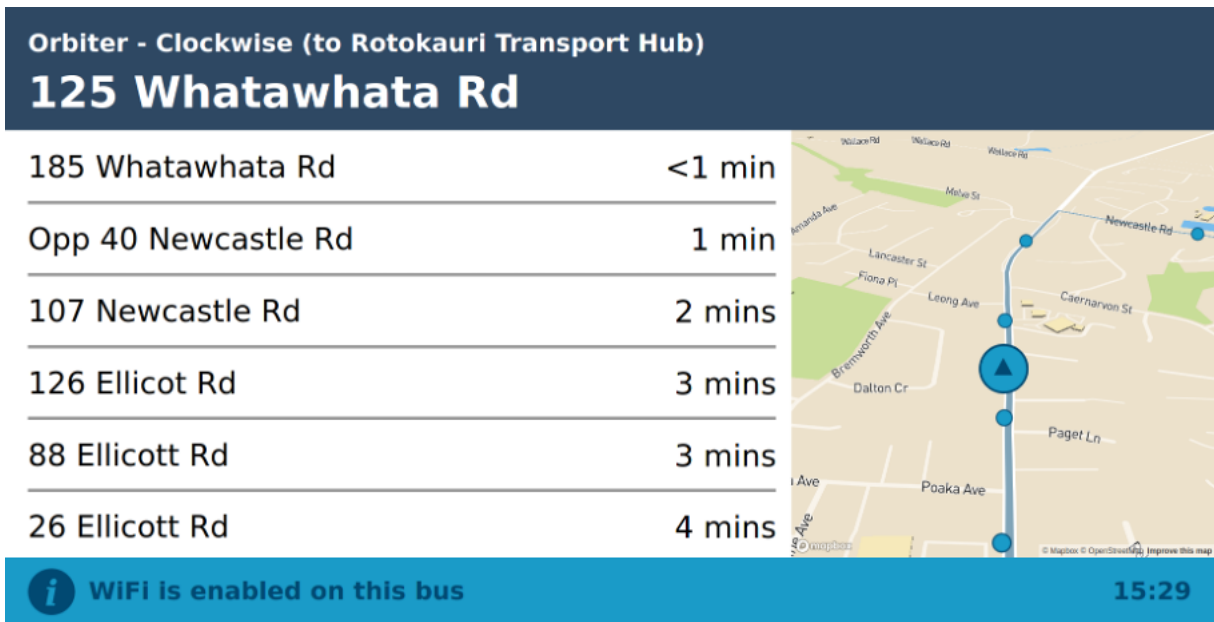 Orbiter - Clockwise (to Rotokauri Transport Hub)
125 Whatawhata Rd
185 Whatawhata Rd <1 min
Opp 40 Newcastle Rd 1 min
107 Newcastle Rd 2 mins
126 Ellicot Rd 3 mins
88 Ellicott Rd 3 mins
26 Ellicott Rd 4 mins
Wallace Rd
Wallace Rd
Wallace Rd
Melva St
Amanda Ave
Newcastle Rd
Lancaster St
Fiona Pl
Leong Ave
Caernarvon St
Bremworth Ave
Dalton Cr
Paget Ln
Ave
Poaka Ave
Ave
mapbox
© Mapbox © OpenStreetMap Improve this map
i WiFi is enabled on this bus 15:29